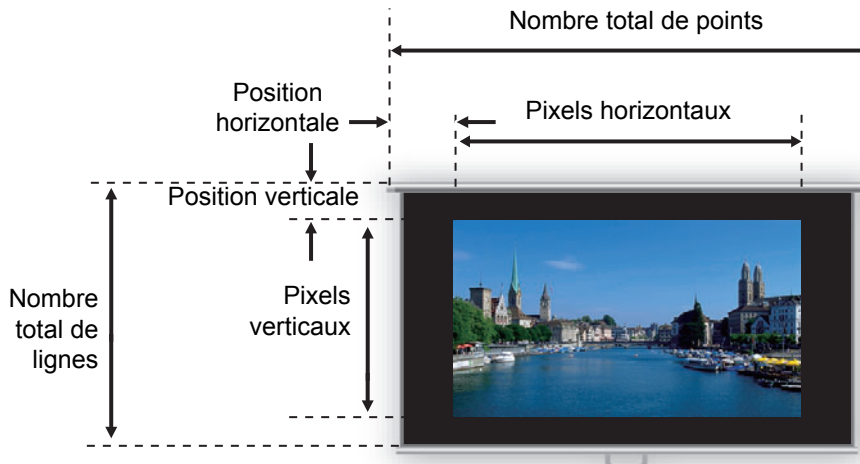 Nombre total de points
Position
horizontale
Pixels horizontaux
Position verticale
Nombre
total de
lignes
Pixels
verticaux